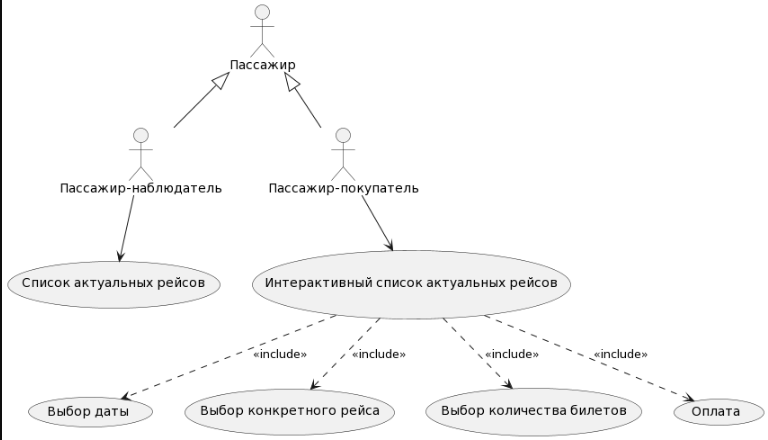 Пассажир
Пассажир-наблюдатель
Пассажир-покупатель
Список актуальных рейсов
Интерактивный список актуальных рейсов
«include»
«include»
«include»
«include»
Выбор даты
Выбор конкретного рейса
Выбор количества билетов
Оплата